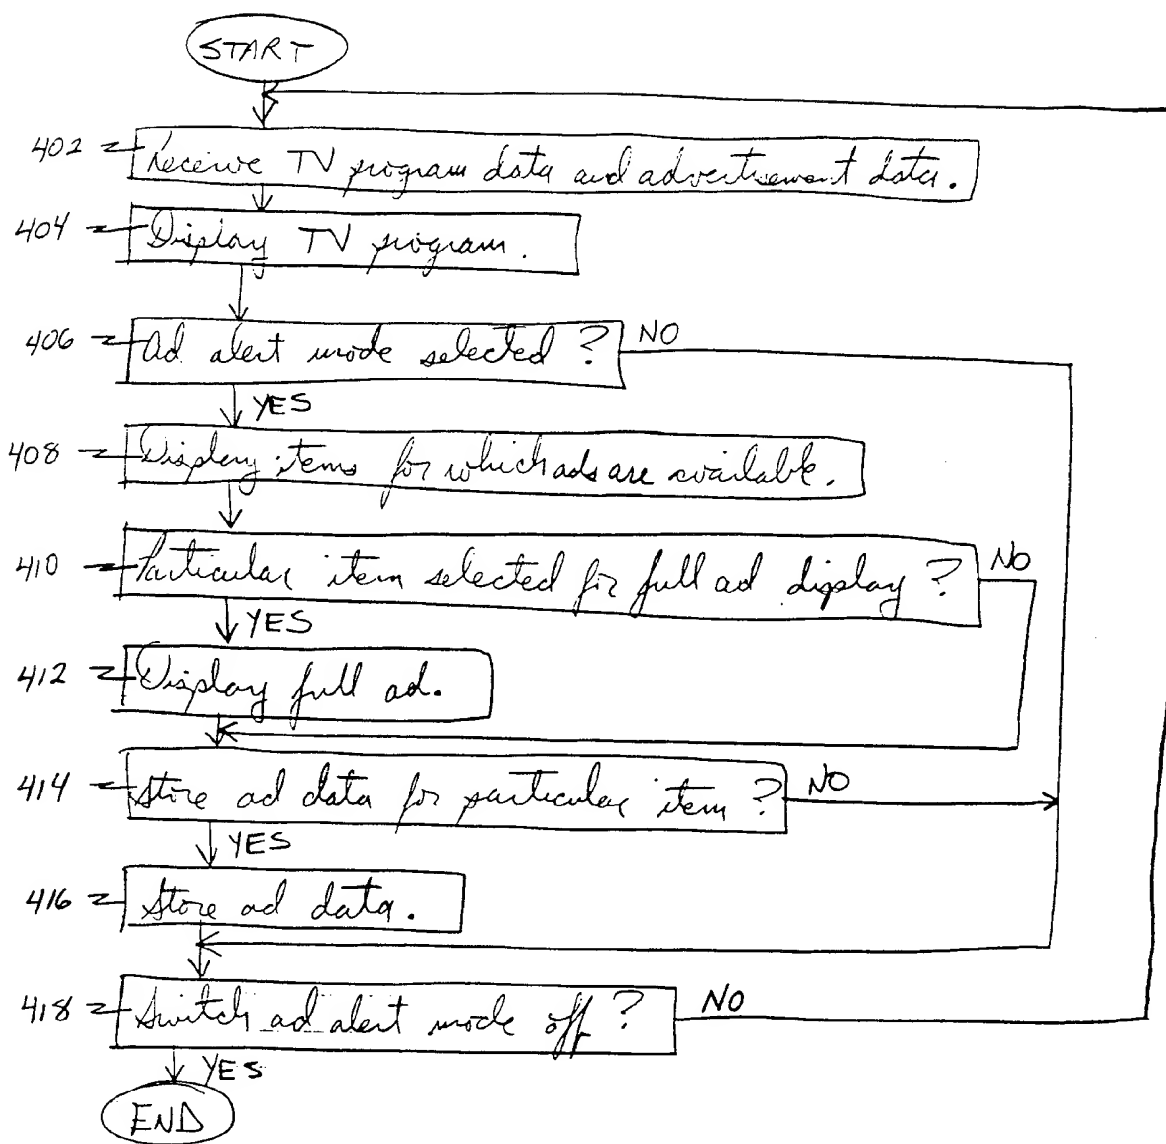 START
402 Receive TV program data and advertisement data.
404 Display TV program.
406 Ad alert mode selected? NO
YES
408 Display items for which ads are available.
410 Particular item selected for full ad display? NO
YES
412 Display full ad.
414 Store ad data for particular item? NO
YES
416 Store ad data.
418 Switch ad alert mode off? NO
YES
END